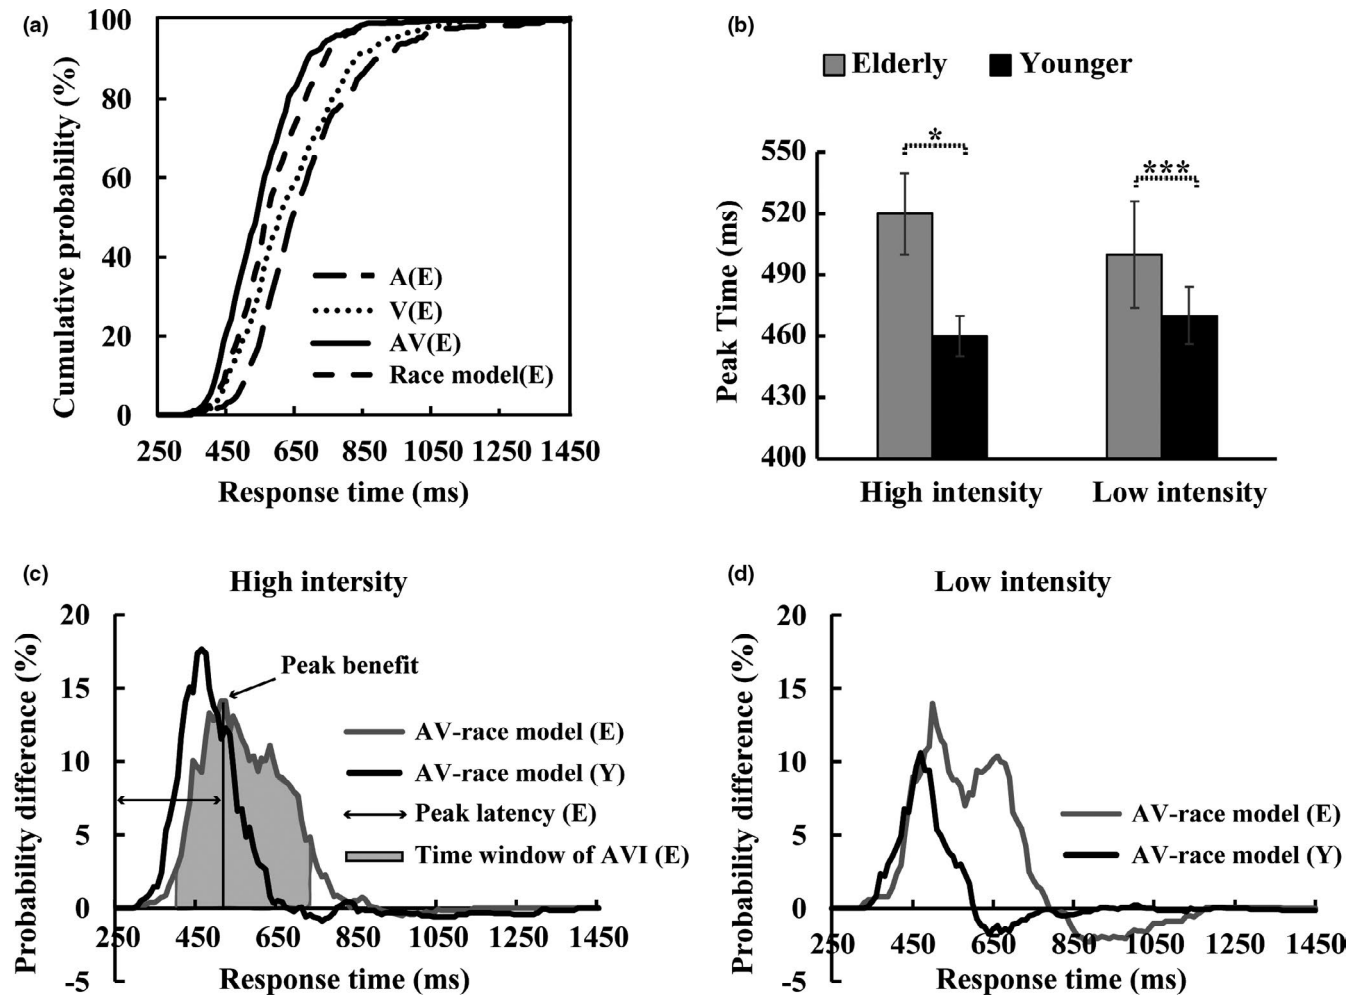 (a)
Cumulative probability (%)
100
80
60
40
20
0
A(E)
V(E)
AV(E)
Race model(E)
250 450 650 850 1050 1250 1450
Response time (ms)
(b)
Elderly Younger
Peak Time (ms)
550
520
490
460
430
400
*
***
High intensity Low intensity
(c)
High intersity
Probability difference (%)
20
15
10
5
0
-5
Peak benefit
AV-race model (E)
AV-race model (Y)
Peak latency (E)
Time window of AVI (E)
250 450 650 850 1050 1250 1450
Response time (ms)
(d)
Low intensity
Probability difference (%)
20
15
10
5
0
-5
AV-race model (E)
AV-race model (Y)
250 450 650 850 1050 1250 1450
Response time (ms)